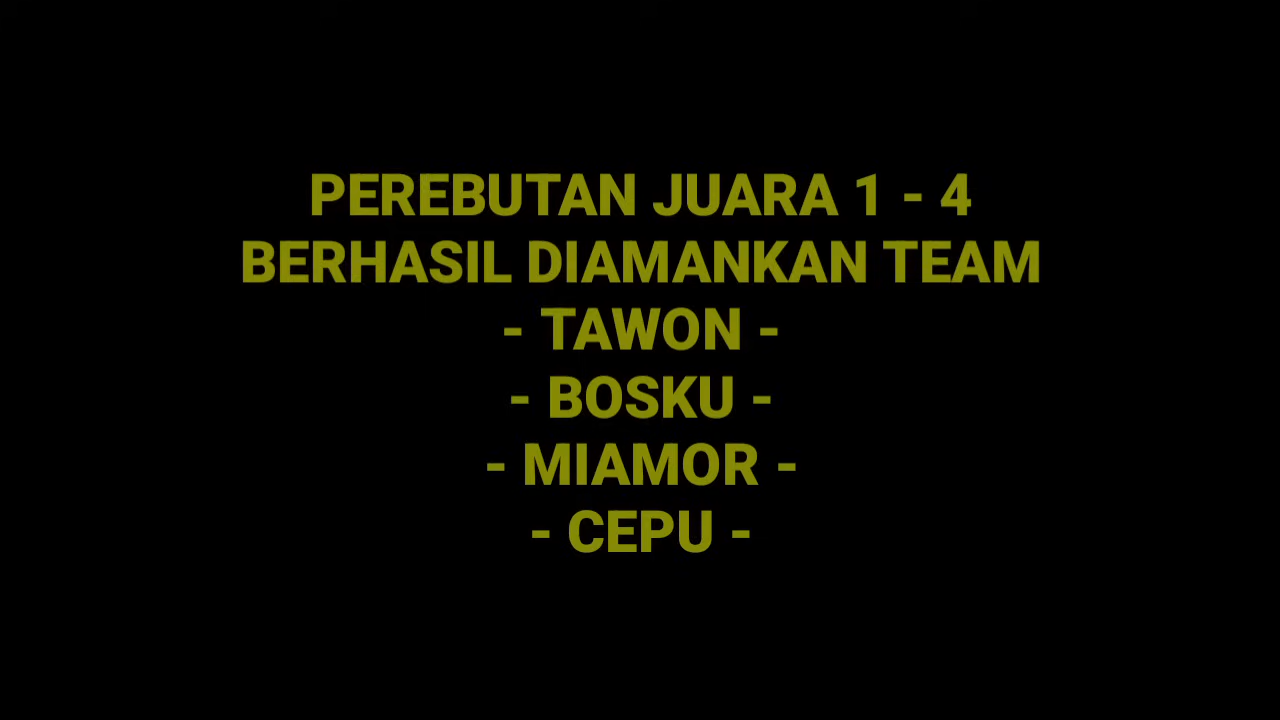 PEREBUTAN JUARA 1 - 4
BERHASIL DIAMANKAN TEAM
- TAWON -
- BOSKU -
- MIAMOR -
- CEPU -